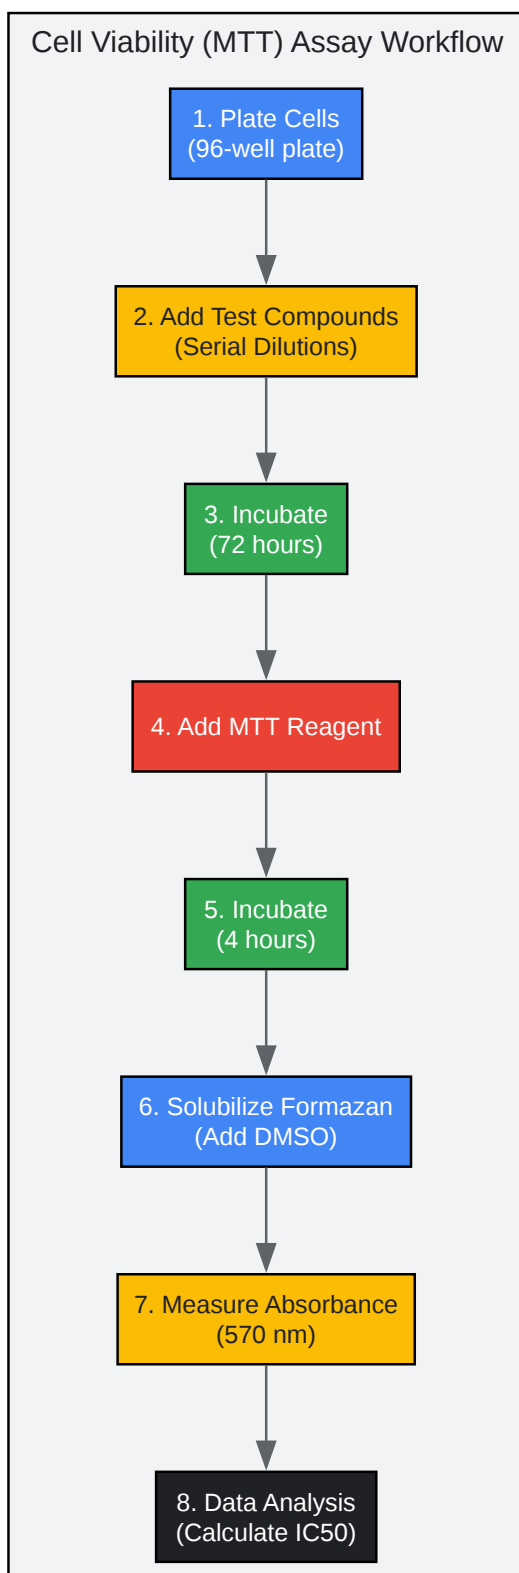 Cell Viability (MTT) Assay Workflow
1. Plate Cells
(96-well plate)
2. Add Test Compounds
(Serial Dilutions)
3. Incubate
(72 hours)
4. Add MTT Reagent
5. Incubate
(4 hours)
6. Solubilize Formazan
(Add DMSO)
7. Measure Absorbance
(570 nm)
8. Data Analysis
(Calculate IC50)